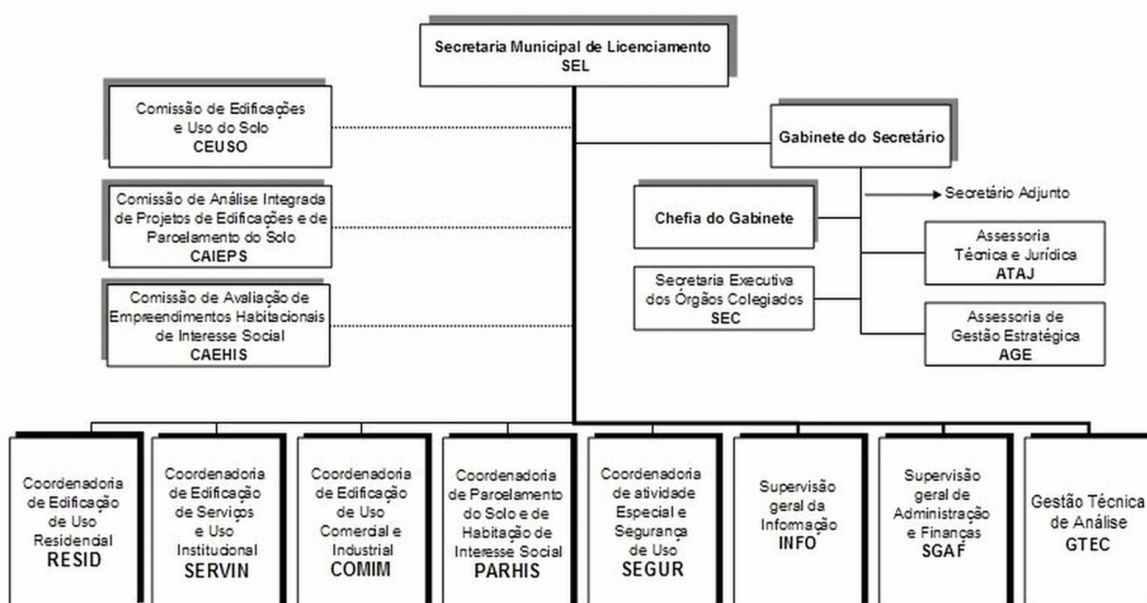 Secretaria Municipal de Licenciamento
SEL
Comissão de Edificações
e Uso do Solo
CEUSO
Gabinete do Secretário
Comissão de Análise Integrada
de Projetos de Edificações e de
Parcelamento do Solo
CAIEPS
Chefia do Gabinete
Secretário Adjunto
Assessoria
Técnica e Jurídica
ATAJ
Secretaria Executiva
dos Órgãos Colegiados
SEC
Comissão de Avaliação de
Empreendimentos Habitacionais
de Interesse Social
CAEHIS
Assessoria de
Gestão Estratégica
AGE
Coordenadoria
de Edificação
de Uso
Residencial
RESID
Coordenadoria
de Edificação
de Serviços
e Uso
Institucional
SERVIN
Coordenadoria
de Edificação
de Uso
Comercial e
Industrial
COMIM
Coordenadoria
de Parcelamento
do Solo e de
Habitação de
Interesse Social
PARHIS
Coordenadoria
de atividade
Especial e
Segurança
de Uso
SEGUR
Supervisão
geral da
Informação
INFO
Supervisão
geral de
Administração
e Finanças
SGAF
Gestão Técnica
de Análise
GTEC